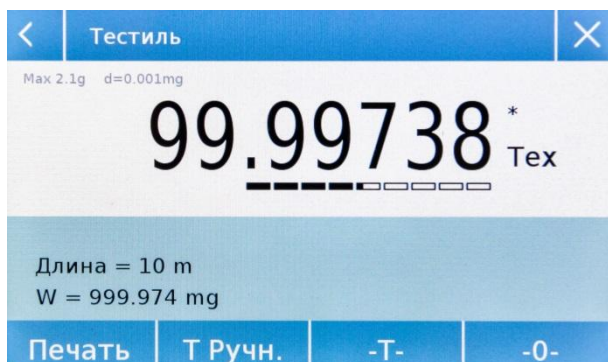 Тестиль
Max 2.1g d=0.001mg
99.99738 * Tex
Длина = 10 m
W = 999.974 mg
Печать Т Ручн. -Т- -0-